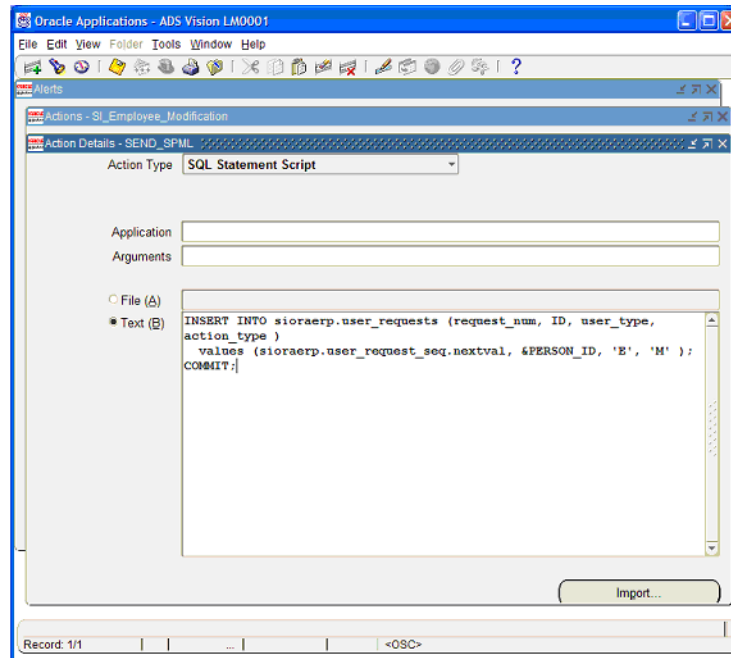 Oracle Applications - ADS Vision LM0001
File Edit View Folder Tools Window Help
Alerts
Actions - SI_Employee_Modification
Action Details - SEND_SPML
Action Type SQL Statement Script
Application
Arguments
File (A)
Text (B)
INSERT INTO sioraerp.user_requests (request_num, ID, user_type,
action_type )
values (sioraerp.user_request_seq.nextval, &PERSON_ID, 'E', 'M' );
COMMIT;
Import...
Record: 1/1 ... <OSC>